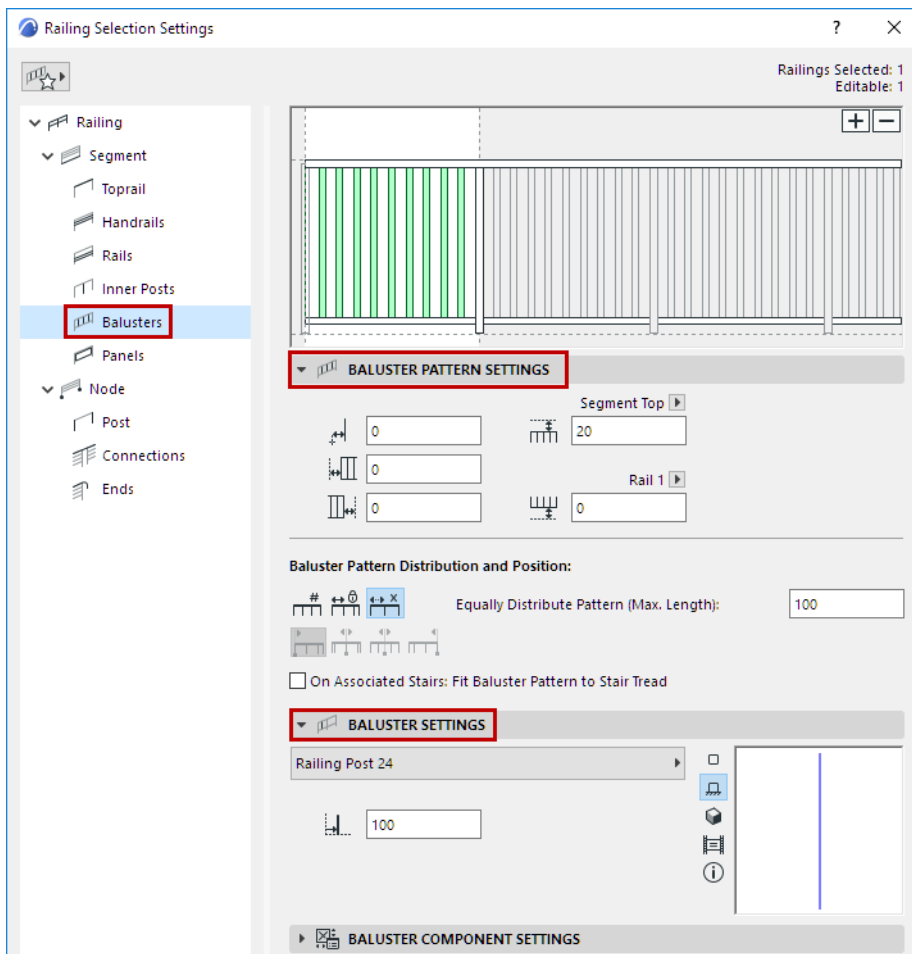 Railing Selection Settings
?
Railings Selected: 1
Editable: 1
Railing
Segment
Toprail
Handrails
Rails
Inner Posts
Balusters
Panels
Node
Post
Connections
Ends
BALUSTER PATTERN SETTINGS
Segment Top
0
20
0
Rail 1
0
0
Baluster Pattern Distribution and Position:
# x Equally Distribute Pattern (Max. Length): 100
On Associated Stairs: Fit Baluster Pattern to Stair Tread
BALUSTER SETTINGS
Railing Post 24
100
BALUSTER COMPONENT SETTINGS